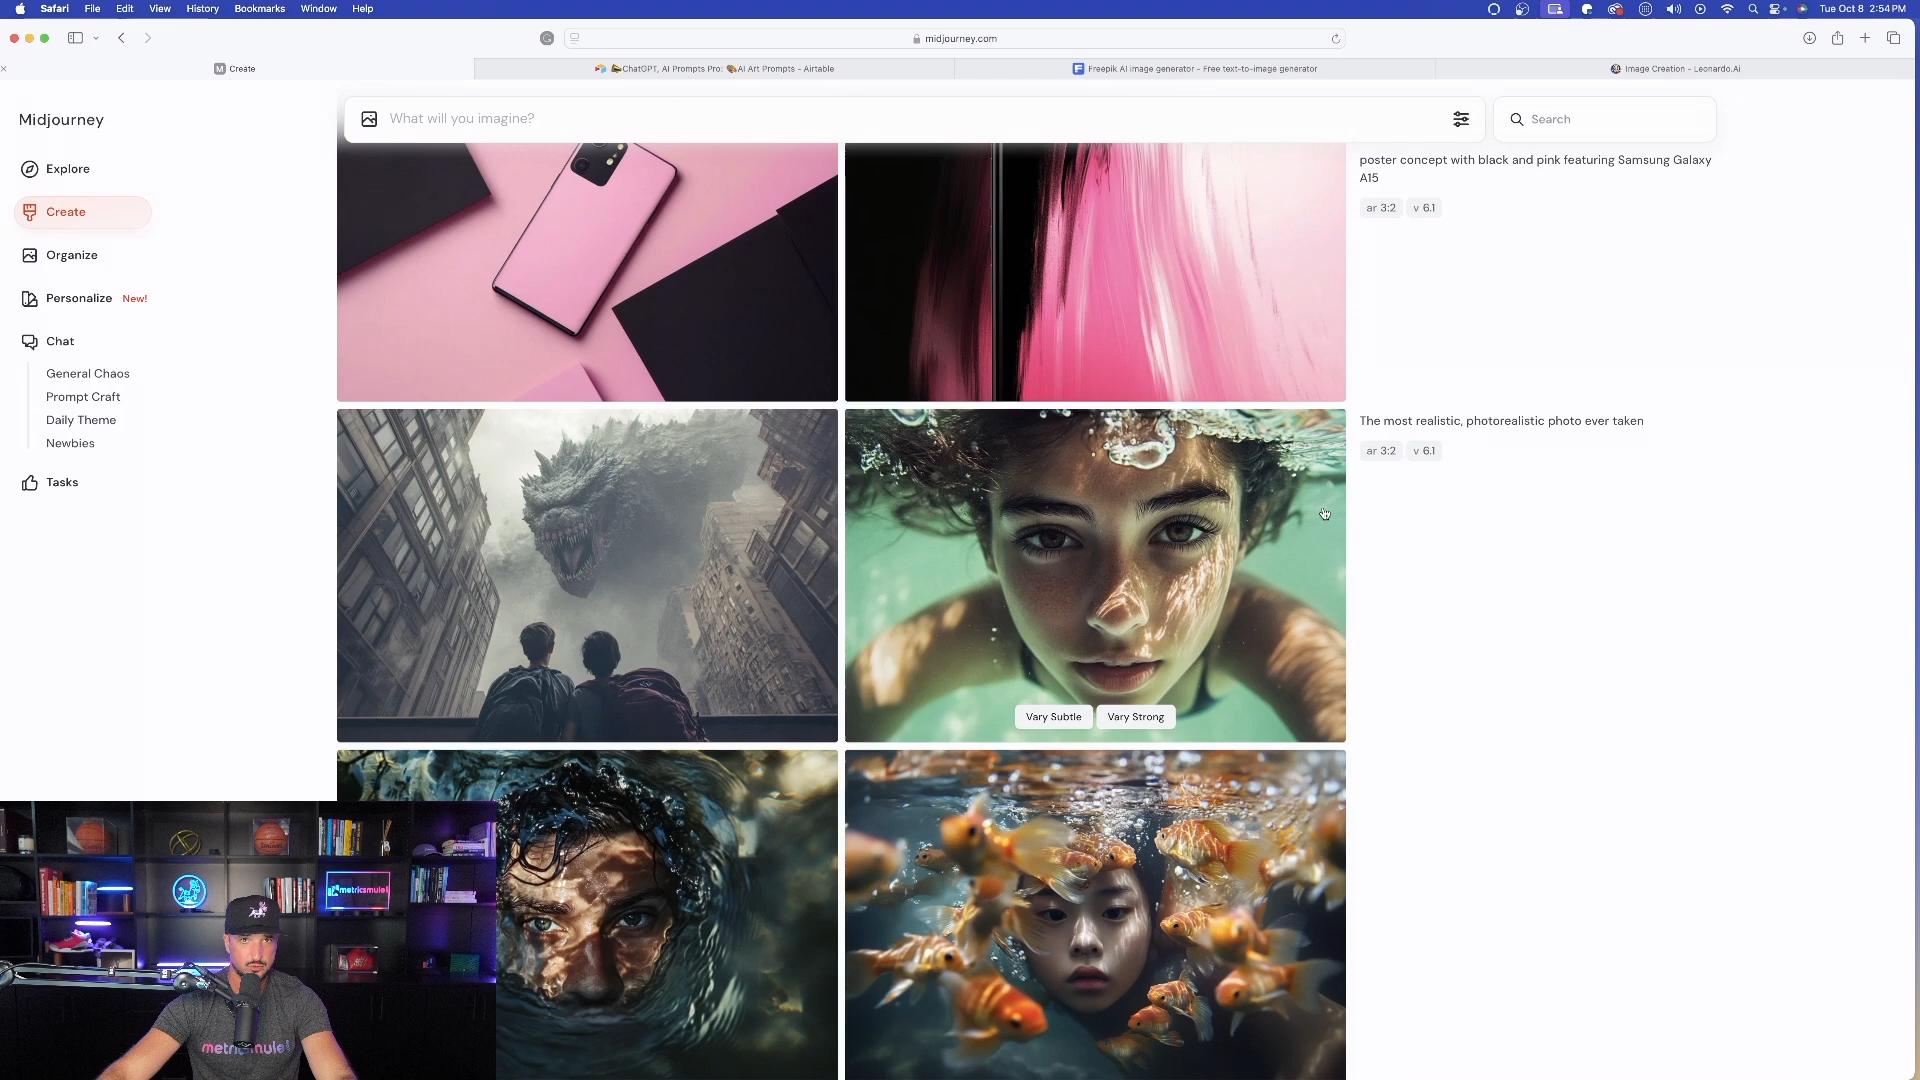 Safari File Edit View History Bookmarks Window Help
Tue Oct 8 2:54 PM
midjourney.com
Create
ChatGPT, AI Prompts Pro: AI Art Prompts - Airtable
Freepik AI image generator - Free text-to-image generator
Image Creation - Leonardo.Ai
Midjourney
What will you imagine?
Search
Explore
Create
Organize
Personalize New!
Chat
General Chaos
Prompt Craft
Daily Theme
Newbies
Tasks
poster concept with black and pink featuring Samsung Galaxy
A15
ar 3:2 v 6.1
The most realistic, photorealistic photo ever taken
ar 3:2 v 6.1
Vary Subtle Vary Strong
metricsmule